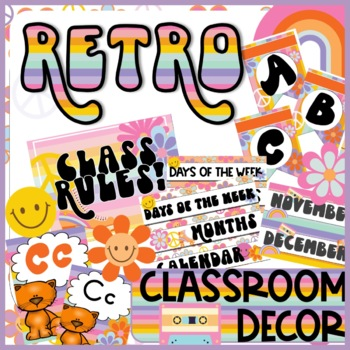 RETRO
A
B
C
CLASS
RULES!
DAYS OF THE WEEK
DAYS OF THE WEEK,
MONTHS
CALENDAR
NOVEMBER
DECEMBER
Cc
Cc
CLASSROOM
DECOR